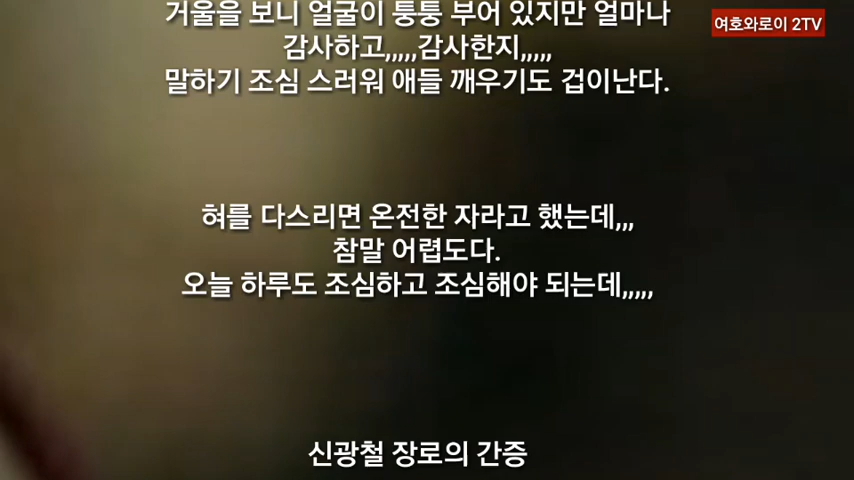 여호와로이 2TV
거울을 보니 얼굴이 퉁퉁 부어 있지만 얼마나
감사하고,,,,,감사한지,,,,,
말하기 조심 스러워 애들 깨우기도 겁이난다.
혀를 다스리면 온전한 자라고 했는데,,,
참말 어렵도다.
오늘 하루도 조심하고 조심해야 되는데,,,,,
신광철 장로의 간증